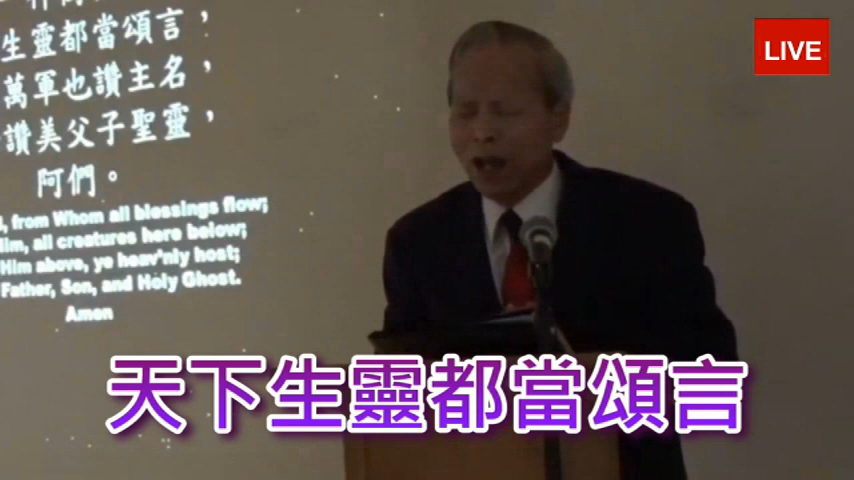 生靈都當頌言，
萬軍也讚主名，
讚美父子聖靈，
阿們。
from Whom all blessings flow;
Him, all creatures here below;
Him above, ye heav'nly host;
Father, Son, and Holy Ghost.
Amen
LIVE
天下生靈都當頌言